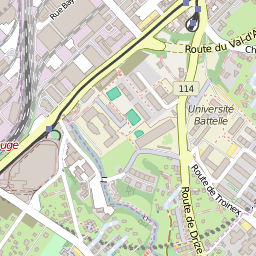 Rue Bay
Route du Val d'A
Ch
114
Université
Battelle
uge
Route de Troinex
Route de Drize